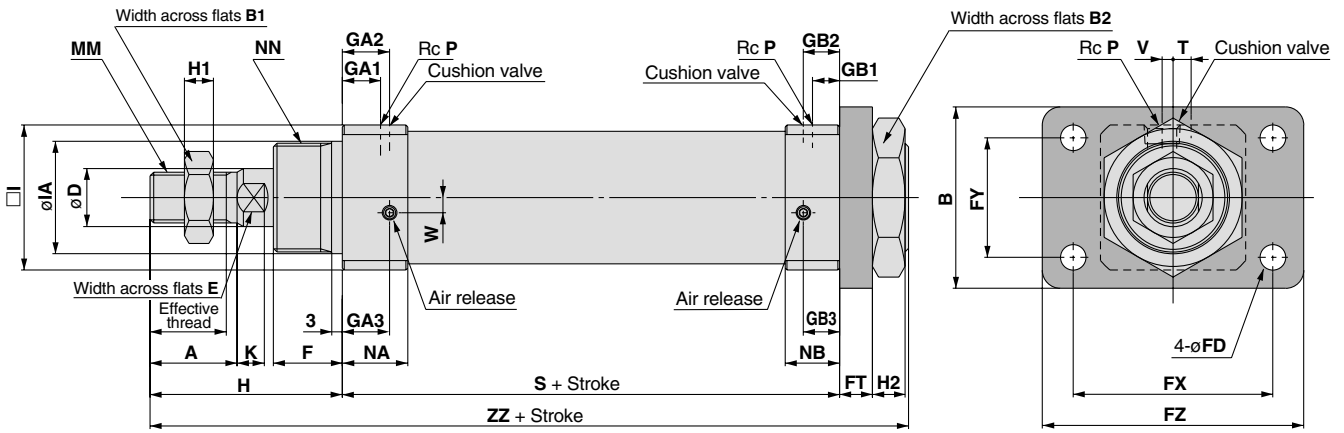 Width across flats B1
MM
H1
NN
GA2
GA1
Rc P
Cushion valve
Rc P
Cushion valve
GB2
GB1
Width across flats B2
Rc P
V
T
Cushion valve
□I
øIA
øD
W
B
FY
Width across flats E
Effective
thread
Air release
Air release
3
GA3
GB3
4-øFD
A
K
F
NA
NB
H
S + Stroke
FT
H2
FX
ZZ + Stroke
FZ